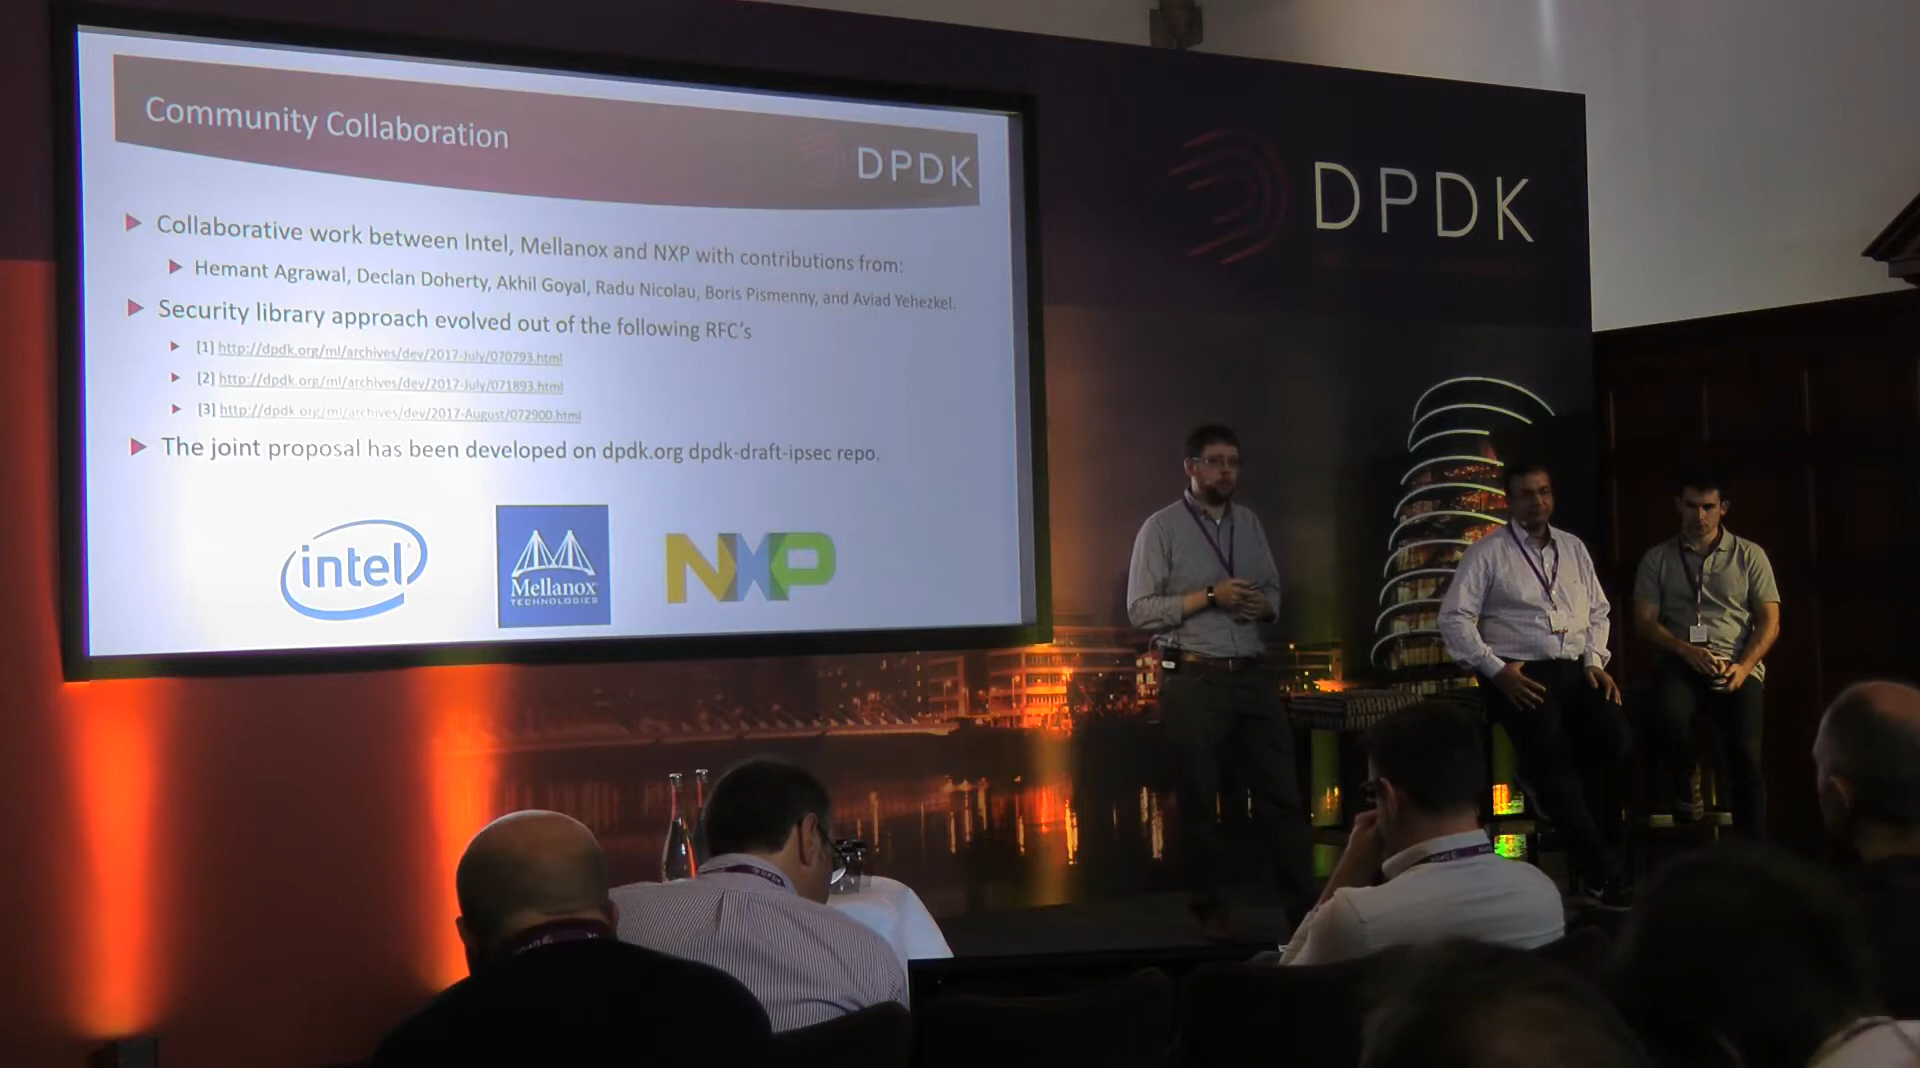 Community Collaboration
DPDK
Collaborative work between Intel, Mellanox and NXP with contributions from:
Hemant Agrawal, Declan Doherty, Akhil Goyal, Radu Nicolau, Boris Pismenny, and Aviad Yehezkel.
Security library approach evolved out of the following RFC's
[1] http://dpdk.org/ml/archives/dev/2017-July/070793.html
[2] http://dpdk.org/ml/archives/dev/2017-July/071893.html
[3] http://dpdk.org/ml/archives/dev/2017-August/072900.html
The joint proposal has been developed on dpdk.org dpdk-draft-ipsec repo.
intel
Mellanox
TECHNOLOGIES
NXP
DPDK